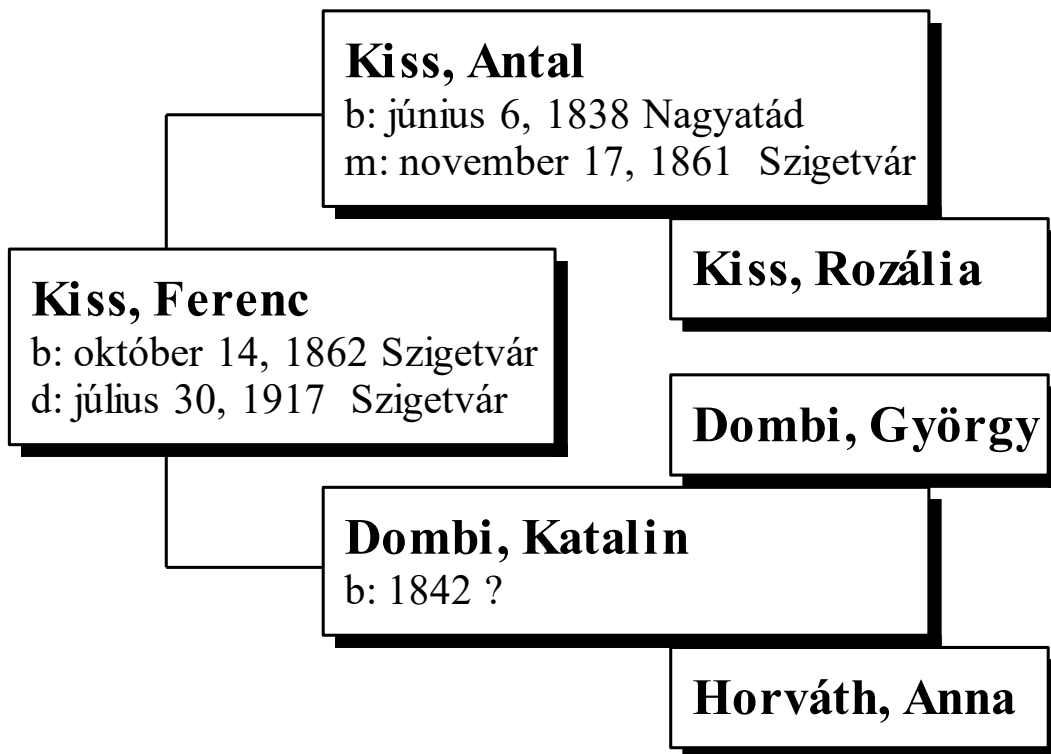 Kiss, Antal
b: június 6, 1838 Nagyatád
m: november 17, 1861  Szigetvár
Kiss, Rozália
Kiss, Ferenc
b: október 14, 1862 Szigetvár
d: július 30, 1917  Szigetvár
Dombi, György
Dombi, Katalin
b: 1842 ?
Horváth, Anna